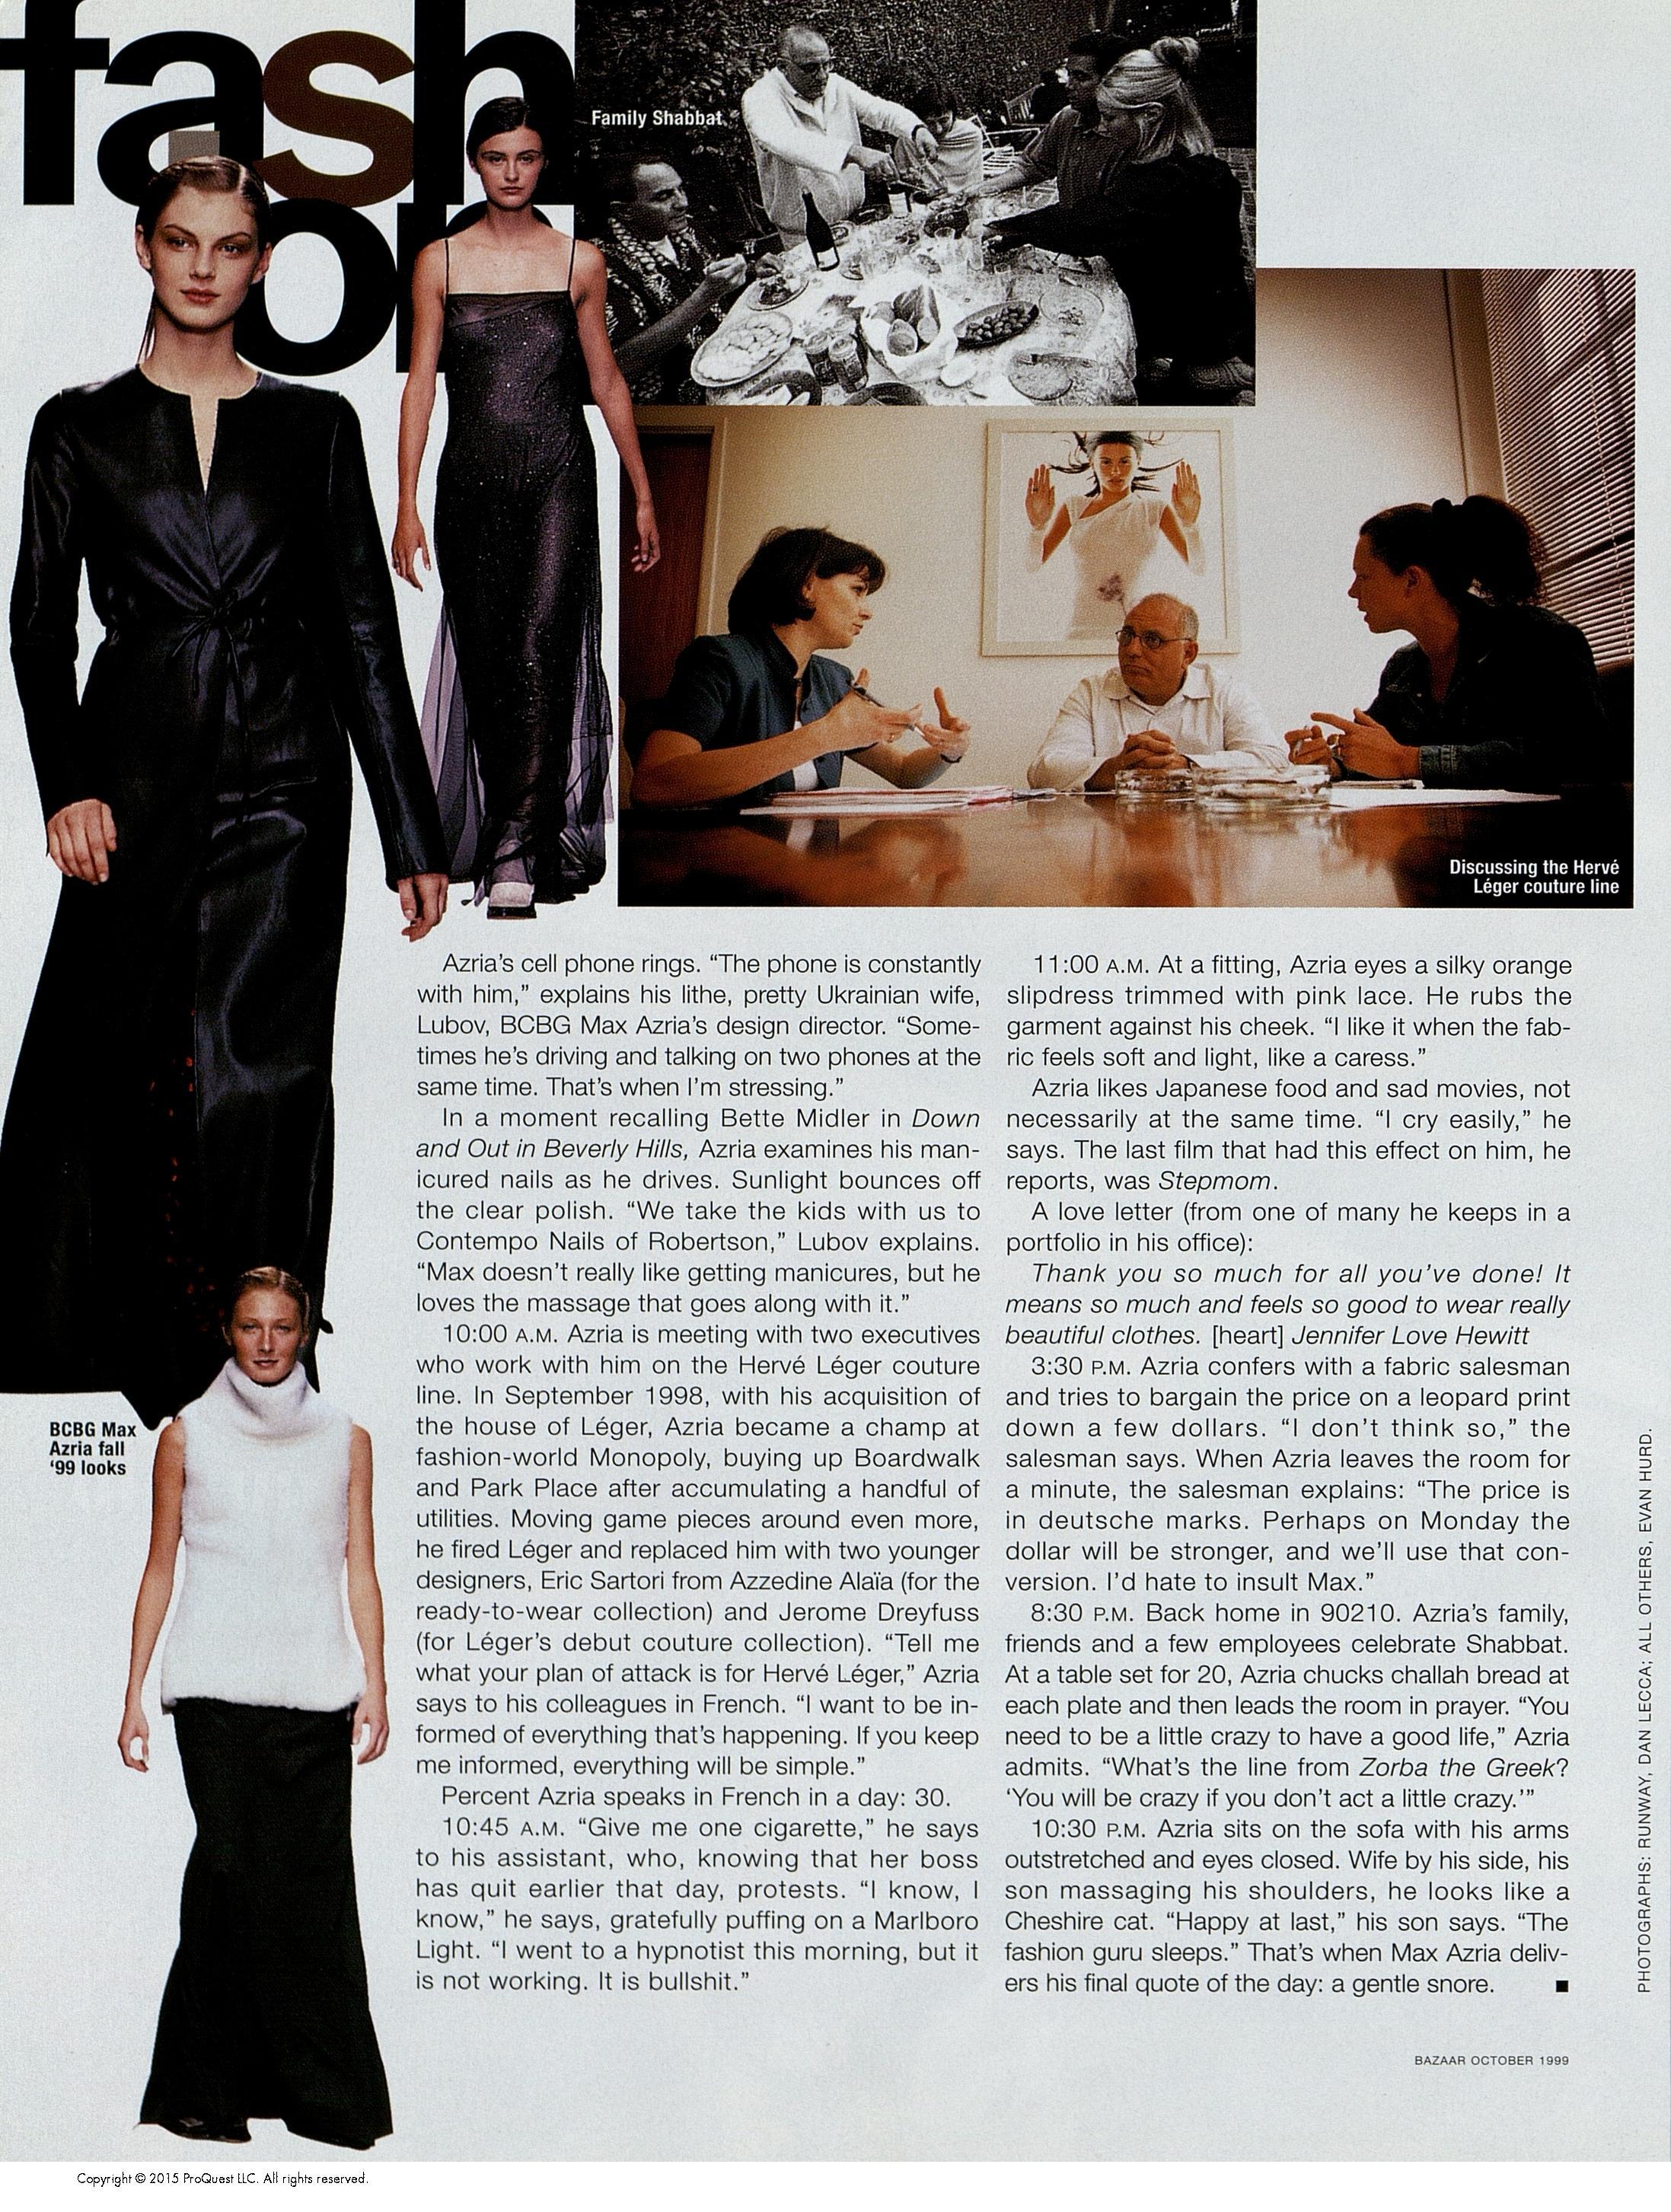 fash
on
Family Shabbat
Discussing the Hervé
Léger couture line
BCBG Max
Azria fall
‘99 looks
Azria’s cell phone rings. “The phone is constantly
with him,” explains his lithe, pretty Ukrainian wife,
Lubov, BCBG Max Azria’s design director. “Some-
times he’s driving and talking on two phones at the
same time. That’s when I’m stressing.”
In a moment recalling Bette Midler in Down
and Out in Beverly Hills, Azria examines his man-
icured nails as he drives. Sunlight bounces off
the clear polish. “We take the kids with us to
Contempo Nails of Robertson,” Lubov explains.
“Max doesn’t really like getting manicures, but he
loves the massage that goes along with it.”
10:00 A.M. Azria is meeting with two executives
who work with him on the Hervé Léger couture
line. In September 1998, with his acquisition of
the house of Léger, Azria became a champ at
fashion-world Monopoly, buying up Boardwalk
and Park Place after accumulating a handful of
utilities. Moving game pieces around even more,
he fired Léger and replaced him with two younger
designers, Eric Sartori from Azzedine Alaïa (for the
ready-to-wear collection) and Jerome Dreyfuss
(for Léger’s debut couture collection). “Tell me
what your plan of attack is for Hervé Léger,” Azria
says to his colleagues in French. “I want to be in-
formed of everything that’s happening. If you keep
me informed, everything will be simple.”
Percent Azria speaks in French in a day: 30.
10:45 A.M. “Give me one cigarette,” he says
to his assistant, who, knowing that her boss
has quit earlier that day, protests. “I know, I
know,” he says, gratefully puffing on a Marlboro
Light. “I went to a hypnotist this morning, but it
is not working. It is bullshit.”
11:00 A.M. At a fitting, Azria eyes a silky orange
slipdress trimmed with pink lace. He rubs the
garment against his cheek. “I like it when the fab-
ric feels soft and light, like a caress.”
Azria likes Japanese food and sad movies, not
necessarily at the same time. “I cry easily,” he
says. The last film that had this effect on him, he
reports, was Stepmom.
A love letter (from one of many he keeps in a
portfolio in his office):
Thank you so much for all you’ve done! It
means so much and feels so good to wear really
beautiful clothes. [heart] Jennifer Love Hewitt
3:30 P.M. Azria confers with a fabric salesman
and tries to bargain the price on a leopard print
down a few dollars. “I don’t think so,” the
salesman says. When Azria leaves the room for
a minute, the salesman explains: “The price is
in deutsche marks. Perhaps on Monday the
dollar will be stronger, and we’ll use that con-
version. I’d hate to insult Max.”
8:30 P.M. Back home in 90210. Azria’s family,
friends and a few employees celebrate Shabbat.
At a table set for 20, Azria chucks challah bread at
each plate and then leads the room in prayer. “You
need to be a little crazy to have a good life,” Azria
admits. “What’s the line from Zorba the Greek?
‘You will be crazy if you don’t act a little crazy.’”
10:30 P.M. Azria sits on the sofa with his arms
outstretched and eyes closed. Wife by his side, his
son massaging his shoulders, he looks like a
Cheshire cat. “Happy at last,” his son says. “The
fashion guru sleeps.” That’s when Max Azria deliv-
ers his final quote of the day: a gentle snore. ■
PHOTOGRAPHS: RUNWAY, DAN LECCA; ALL OTHERS, EVAN HURD.
BAZAAR OCTOBER 1999
Copyright © 2015 ProQuest LLC. All rights reserved.